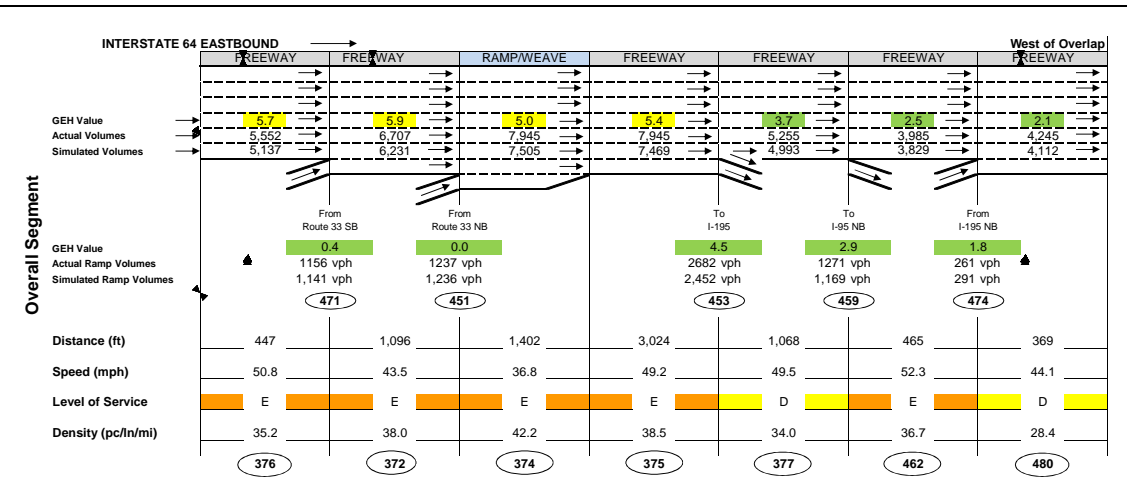 INTERSTATE 64 EASTBOUND West of Overlap
FREEWAY FREEWAY RAMP/WEAVE FREEWAY FREEWAY FREEWAY FREEWAY
GEH Value 5.7 5.9 5.0 5.4 3.7 2.5 2.1
Actual Volumes 5,552 6,707 7,945 7,945 5,255 3,985 4,245
Simulated Volumes 5,137 6,231 7,505 7,469 4,993 3,829 4,112
Overall Segment
From From To To From
Route 33 SB Route 33 NB I-195 I-95 NB I-195 NB
GEH Value 0.4 0.0 4.5 2.9 1.8
Actual Ramp Volumes 1156 vph 1237 vph 2682 vph 1271 vph 261 vph
Simulated Ramp Volumes 1,141 vph 1,236 vph 2,452 vph 1,169 vph 291 vph
471 451 453 459 474
Distance (ft) 447 1,096 1,402 3,024 1,068 465 369
Speed (mph) 50.8 43.5 36.8 49.2 49.5 52.3 44.1
Level of Service E E E E D E D
Density (pc/ln/mi) 35.2 38.0 42.2 38.5 34.0 36.7 28.4
376 372 374 375 377 462 480